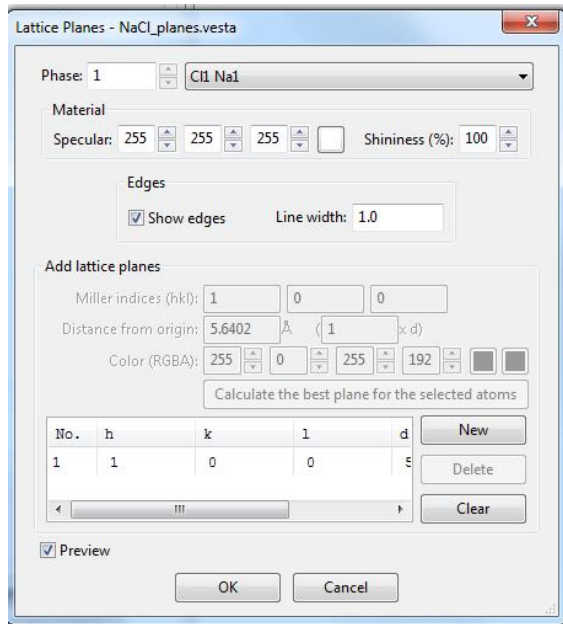 Lattice Planes - NaCl_planes.vesta
Phase: 1 Cl1 Na1
Material
Specular: 255 255 255 Shininess (%): 100
Edges
Show edges Line width: 1.0
Add lattice planes
Miller indices (hkl): 1 0 0
Distance from origin: 5.6402 Å ( 1 x d)
Color (RGBA): 255 0 255 192
Calculate the best plane for the selected atoms
No. h k l d New
1 1 0 0 5 Delete
Clear
Preview
OK Cancel